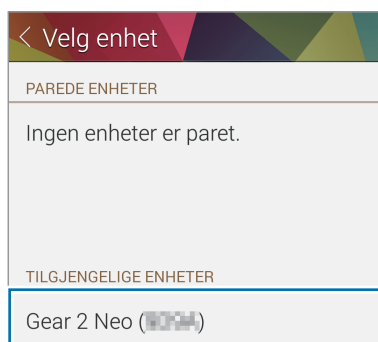 Velg enhet
PAREDE ENHETER
Ingen enheter er paret.
TILGJENGELIGE ENHETER
Gear 2 Neo ( )